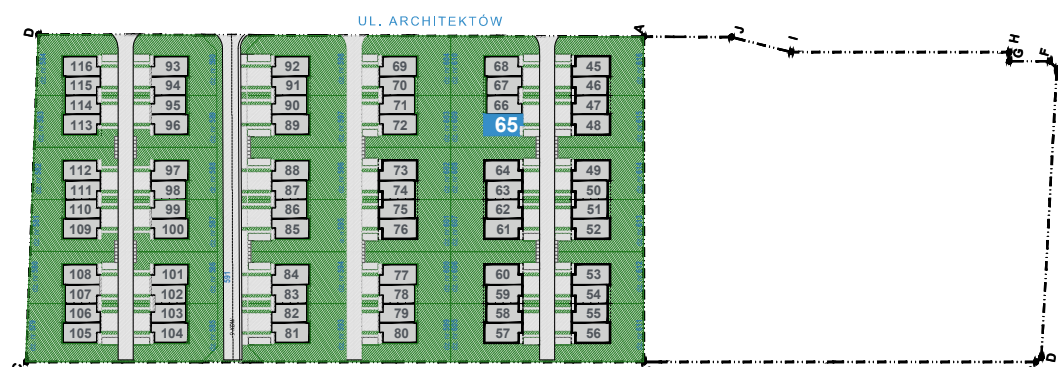 UL. ARCHITEKTÓW
D A J I H G F
116 93 92 69 68 45
115 94 91 70 67 46
114 95 90 71 66 47
113 96 89 72 65 48
112 97 88 73 64 49
111 98 87 74 63 50
110 99 86 75 62 51
109 100 85 76 61 52
108 101 84 77 60 53
107 102 83 78 59 54
106 103 82 79 58 55
105 104 81 80 57 56
591
D